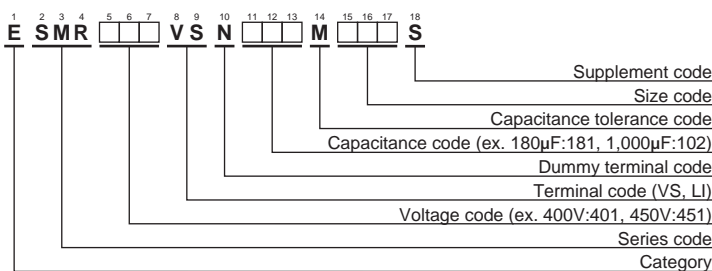 1 2 3 4 5 6 7 8 9 10 11 12 13 14 15 16 17 18
E S M R □□□ V S N □□□ M □□□ S
Supplement code
Size code
Capacitance tolerance code
Capacitance code (ex. 180µF:181, 1,000µF:102)
Dummy terminal code
Terminal code (VS, LI)
Voltage code (ex. 400V:401, 450V:451)
Series code
Category